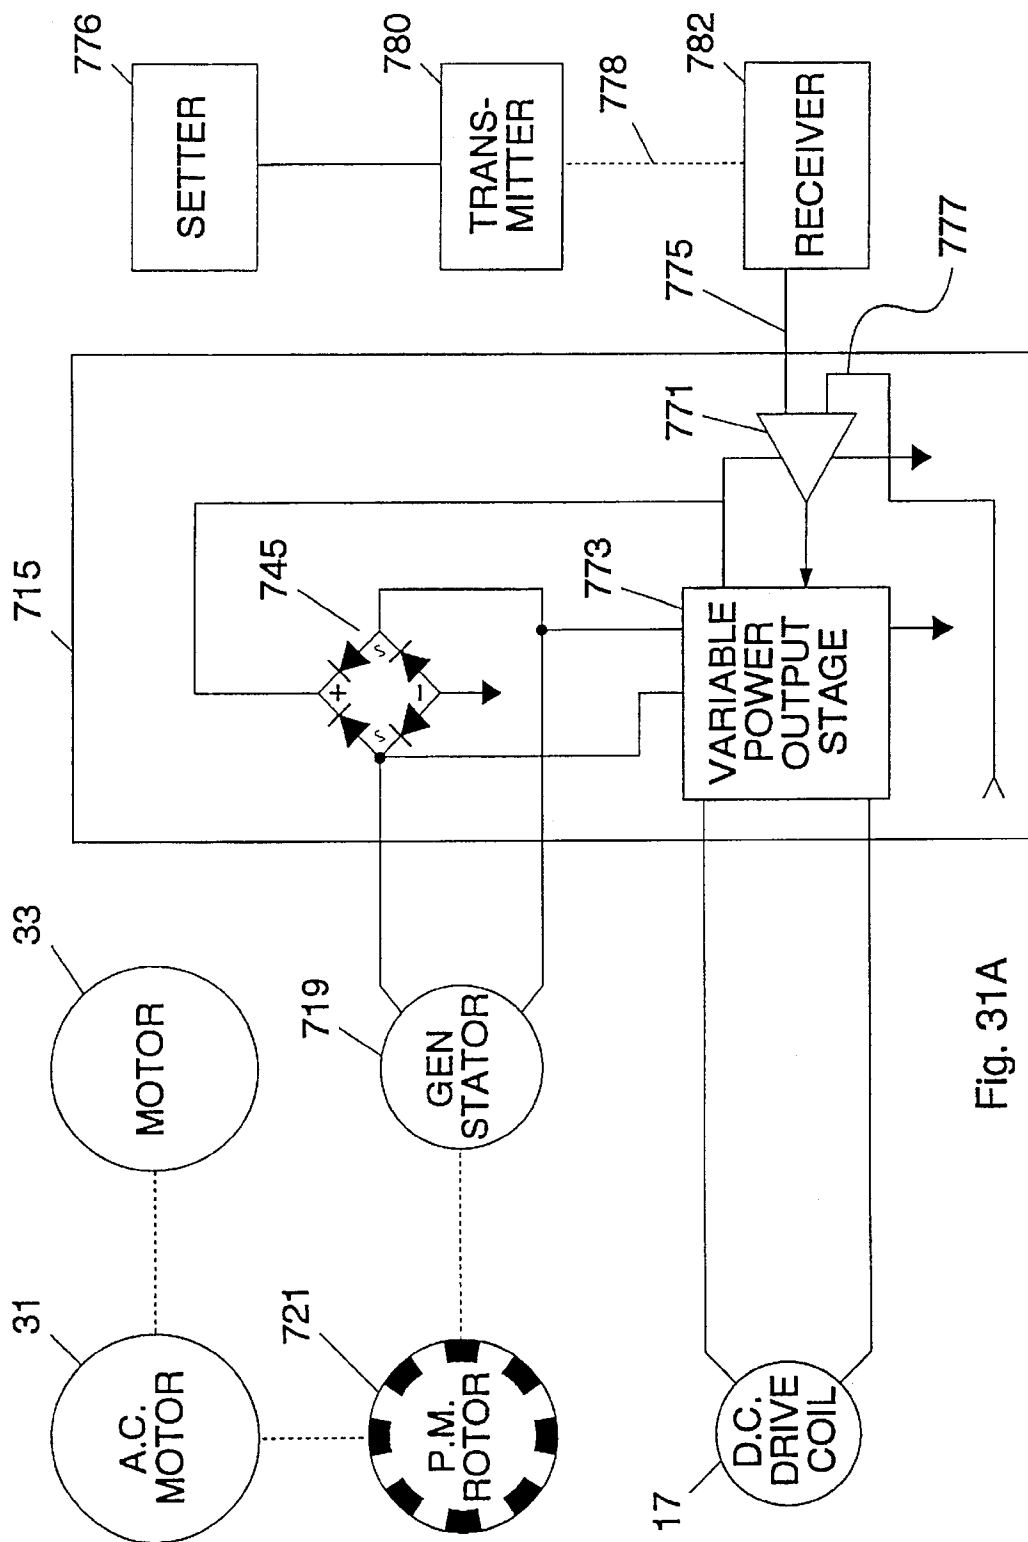 31
A.C.
MOTOR
33
MOTOR
721
P.M.
ROTOR
719
GEN
STATOR
17
D.C.
DRIVE
COIL
715
745
+
−
S
S
773
VARIABLE
POWER
OUTPUT
STAGE
771
775
777
776
SETTER
780
TRANS-
MITTER
778
782
RECEIVER
Fig. 31A